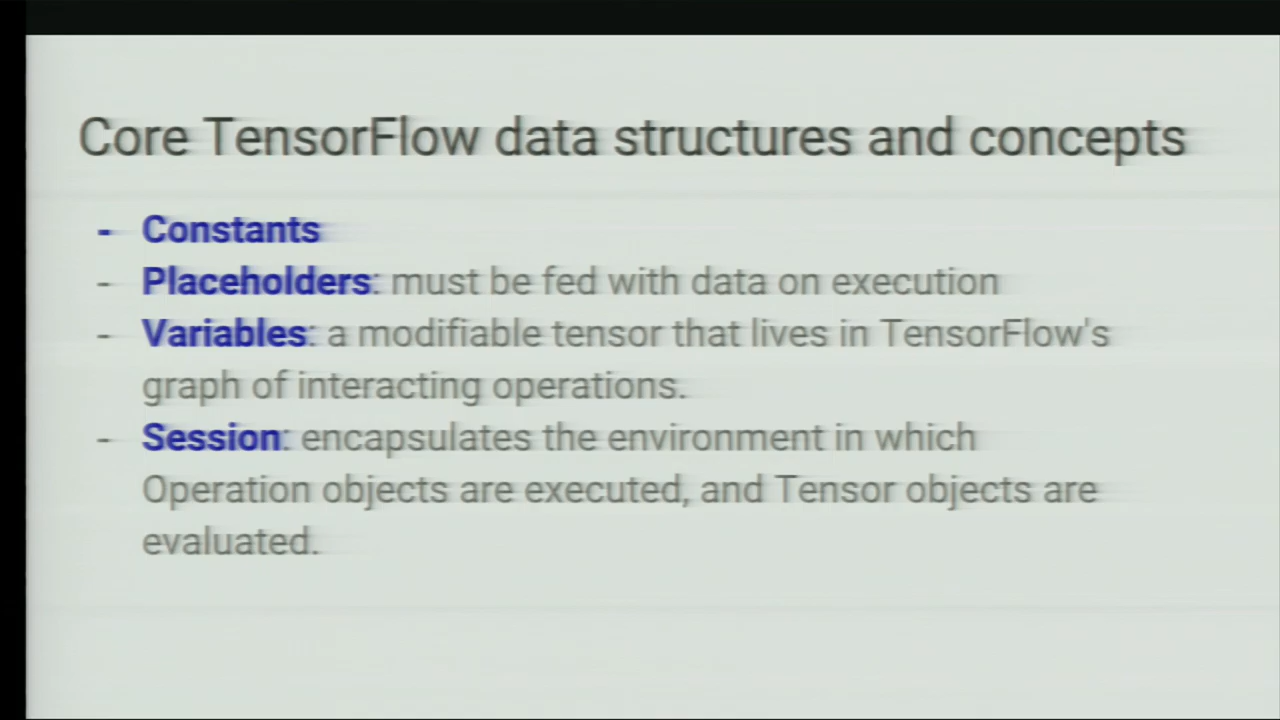 Core TensorFlow data structures and concepts
- Constants
- Placeholders: must be fed with data on execution
- Variables: a modifiable tensor that lives in TensorFlow's
graph of interacting operations.
- Session: encapsulates the environment in which
Operation objects are executed, and Tensor objects are
evaluated.